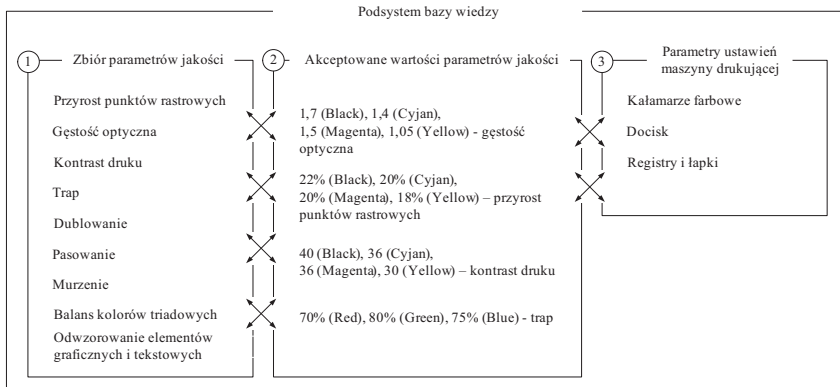 Podsystem bazy wiedzy
1
Zbiór parametrów jakości
Przyrost punktów rastrowych
Gęstość optyczna
Kontrast druku
Trap
Dublowanie
Pasowanie
Murzenie
Balans kolorów triadowych
Odwzorowanie elementów
graficznych i tekstowych
2
Akceptowane wartości parametrów jakości
1,7 (Black), 1,4 (Cyjan),
1,5 (Magenta), 1,05 (Yellow) - gęstość
optyczna
22% (Black), 20% (Cyjan),
20% (Magenta), 18% (Yellow) – przyrost
punktów rastrowych
40 (Black), 36 (Cyjan),
36 (Magenta), 30 (Yellow) – kontrast druku
70% (Red), 80% (Green), 75% (Blue) - trap
3
Parametry ustawień
maszyny drukującej
Kałamarze farbowe
Docisk
Registry i łapki